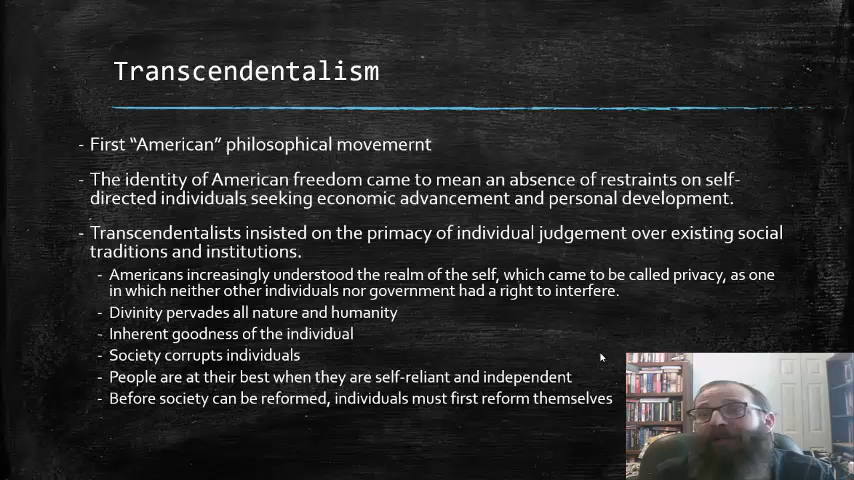 Transcendentalism
- First “American” philosophical movemernt
- The identity of American freedom came to mean an absence of restraints on self-
directed individuals seeking economic advancement and personal development.
- Transcendentalists insisted on the primacy of individual judgement over existing social
traditions and institutions.
- Americans increasingly understood the realm of the self, which came to be called privacy, as one
in which neither other individuals nor government had a right to interfere.
- Divinity pervades all nature and humanity
- Inherent goodness of the individual
- Society corrupts individuals
- People are at their best when they are self-reliant and independent
- Before society can be reformed, individuals must first reform themselves